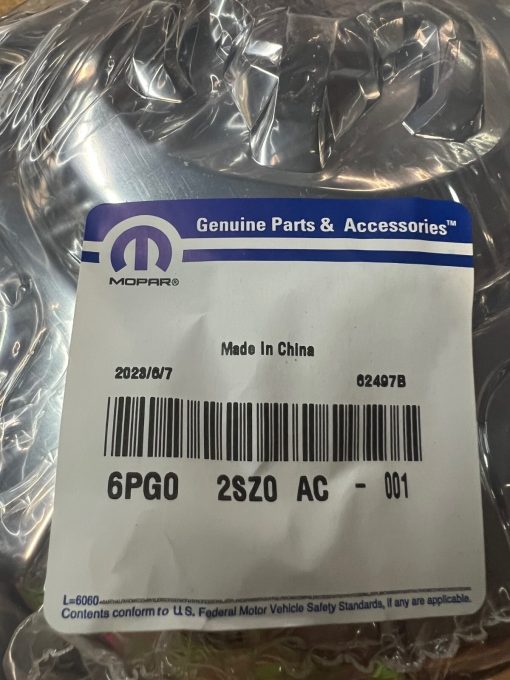 Genuine Parts & Accessories™
MOPAR®
Made In China
2023/6/7 62497B
6PG0 2SZ0 AC - 001
L=6060
Contents conform to U.S. Federal Motor Vehicle Safety Standards, if any are applicable.